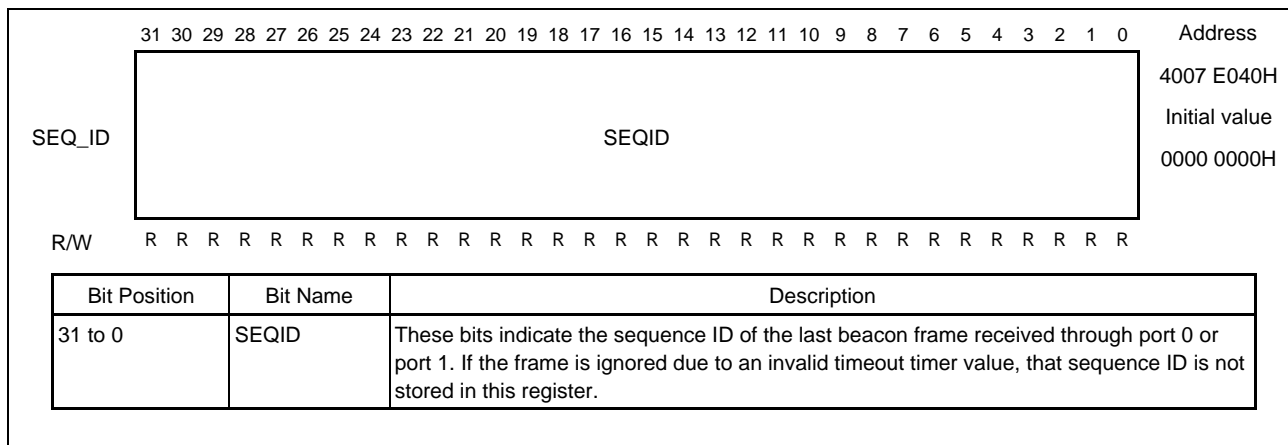 31 30 29 28 27 26 25 24 23 22 21 20 19 18 17 16 15 14 13 12 11 10 9 8 7 6 5 4 3 2 1 0 Address
4007 E040H
Initial value
SEQ_ID SEQID
0000 0000H
R/W R R R R R R R R R R R R R R R R R R R R R R R R R R R R R R R R
Bit Position Bit Name Description
31 to 0 SEQID These bits indicate the sequence ID of the last beacon frame received through port 0 or
port 1. If the frame is ignored due to an invalid timeout timer value, that sequence ID is not
stored in this register.